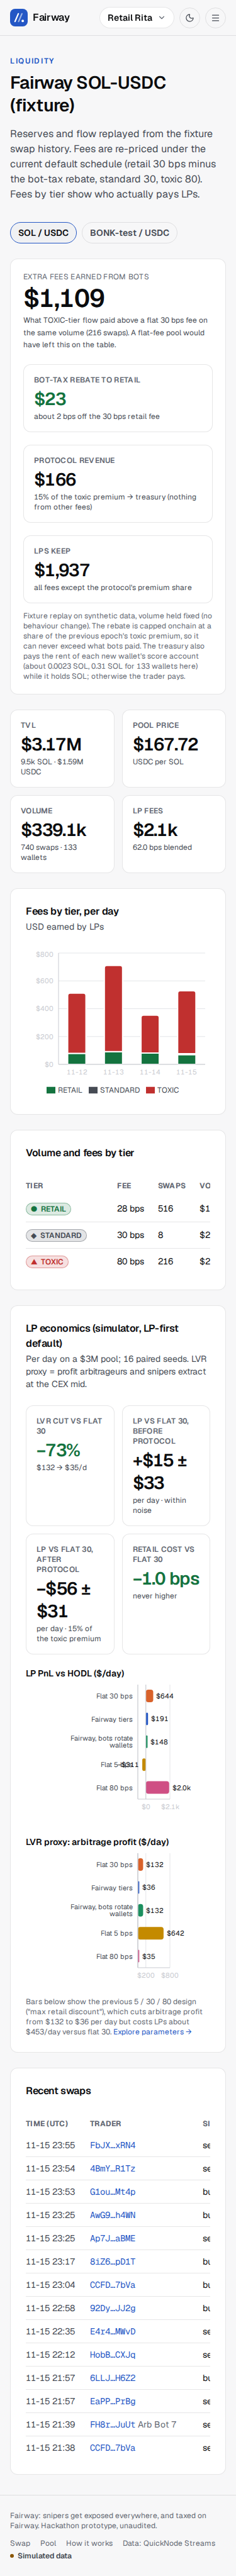 Fairway
Retail Rita
LIQUIDITY
Fairway SOL-USDC
(fixture)
Reserves and flow replayed from the fixture
swap history. Fees are re-priced under the
current default schedule (retail 30 bps minus
the bot-tax rebate, standard 30, toxic 80).
Fees by tier show who actually pays LPs.
SOL / USDC
BONK-test / USDC
EXTRA FEES EARNED FROM BOTS
$1,109
What TOXIC-tier flow paid above a flat 30 bps fee on
the same volume (216 swaps). A flat-fee pool would
have left this on the table.
BOT-TAX REBATE TO RETAIL
$23
about 2 bps off the 30 bps retail fee
PROTOCOL REVENUE
$166
15% of the toxic premium → treasury (nothing
from other fees)
LPS KEEP
$1,937
all fees except the protocol's premium share
Fixture replay on synthetic data, volume held fixed (no
behaviour change). The rebate is capped onchain at a
share of the previous epoch's toxic premium, so it
can never exceed what bots paid. The treasury also
pays the rent of each new wallet's score account
(about 0.0023 SOL, 0.31 SOL for 133 wallets here)
while it holds SOL; otherwise the trader pays.
TVL
$3.17M
9.5k SOL · $1.59M
USDC
POOL PRICE
$167.72
USDC per SOL
VOLUME
$339.1k
740 swaps · 133
wallets
LP FEES
$2.1k
62.0 bps blended
Fees by tier, per day
USD earned by LPs
$800
$600
$400
$200
$0
11-12 11-13 11-14 11-15
RETAIL STANDARD TOXIC
Volume and fees by tier
TIER FEE SWAPS VO
RETAIL 28 bps 516 $1
STANDARD 30 bps 8 $2
TOXIC 80 bps 216 $2
LP economics (simulator, LP-first
default)
Per day on a $3M pool; 16 paired seeds. LVR
proxy = profit arbitrageurs and snipers extract
at the CEX mid.
LVR CUT VS FLAT
30
−73%
$132 → $35/d
LP VS FLAT 30,
BEFORE
PROTOCOL
+$15 ±
$33
per day · within
noise
LP VS FLAT 30,
AFTER
PROTOCOL
−$56 ±
$31
per day · 15% of
the toxic premium
RETAIL COST VS
FLAT 30
−1.0 bps
never higher
LP PnL vs HODL ($/day)
Flat 30 bps $644
Fairway tiers $191
Fairway, bots rotate
wallets $148
Flat 80 bps $2.0k
$0 $2.1k
LVR proxy: arbitrage profit ($/day)
Flat 30 bps $132
Fairway tiers $36
Fairway, bots rotate
wallets $132
Flat 5 bps $642
Flat 80 bps $35
$200 $800
Bars below show the previous 5 / 30 / 80 design
("max retail discount"), which cuts arbitrage profit
from $132 to $36 per day but costs LPs about
$453/day versus flat 30. Explore parameters →
Recent swaps
TIME (UTC) TRADER SI
11-15 23:55 FbJX…xRN4 se
11-15 23:54 4BmY…R1Tz se
11-15 23:53 G1ou…Mt4p bu
11-15 23:25 AwG9…h4WN bu
11-15 23:25 Ap7J…aBME se
11-15 23:17 8iZ6…pD1T bu
11-15 23:04 CCFD…7bVa bu
11-15 22:58 92Dy…JJ2g bu
11-15 22:35 E4r4…MWvD se
11-15 22:12 HobB…CXJq se
11-15 21:57 6LLJ…H6Z2 bu
11-15 21:57 EaPP…PrBg se
11-15 21:39 FH8r…JuUt Arb Bot 7 se
11-15 21:38 CCFD…7bVa se
Fairway: snipers get exposed everywhere, and taxed on
Fairway. Hackathon prototype, unaudited.
Swap Pool How it works Data: QuickNode Streams
Simulated data